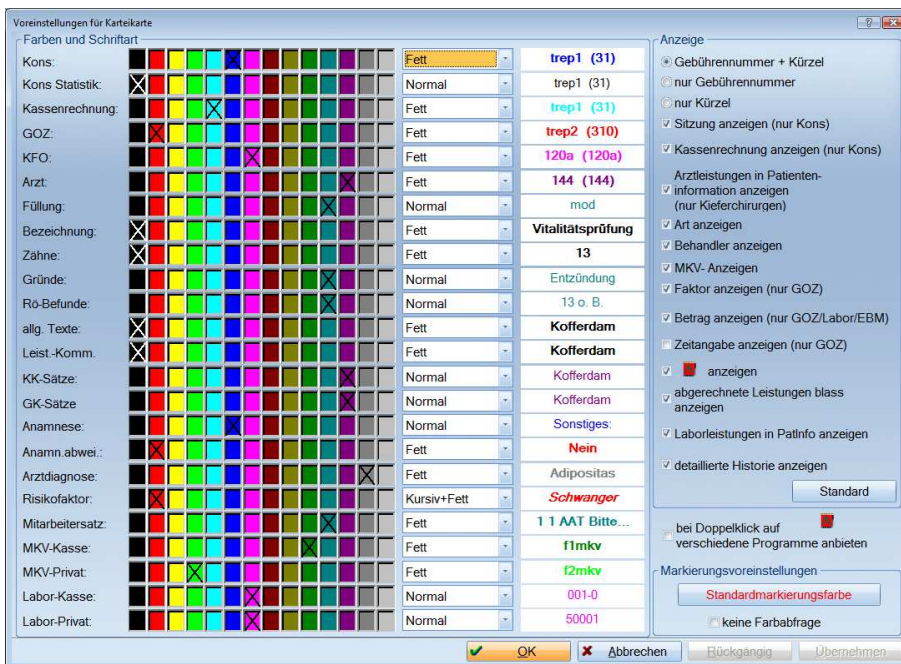 Voreinstellungen für Karteikarte
Farben und Schriftart
Kons: Fett trep1 (31)
Kons Statistik: Normal trep1 (31)
Kassenrechnung: Fett trep1 (31)
GOZ: Fett trep2 (310)
KFO: Fett 120a (120a)
Arzt: Fett 144 (144)
Füllung: Normal mod
Bezeichnung: Fett Vitalitätsprüfung
Zähne: Fett 13
Gründe: Normal Entzündung
Rö-Befunde: Normal 13 o. B.
allg. Texte: Fett Kofferdam
Leist.-Komm. Fett Kofferdam
KK-Sätze: Normal Kofferdam
GK-Sätze Normal Kofferdam
Anamnese: Normal Sonstiges:
Anamn.abwei.: Fett Nein
Arztdiagnose: Fett Adipositas
Risikofaktor: Kursiv+Fett Schwanger
Mitarbeitersatz: Fett 1 1 AAT Bitte...
MKV-Kasse: Fett f1mkv
MKV-Privat: Fett f2mkv
Labor-Kasse: Normal 001-0
Labor-Privat: Normal 50001
Anzeige
Gebührennummer + Kürzel
nur Gebührennummer
nur Kürzel
Sitzung anzeigen (nur Kons)
Kassenrechnung anzeigen (nur Kons)
Arztleistungen in Patienten-
information anzeigen
(nur Kieferchirurgen)
Art anzeigen
Behandler anzeigen
MKV- Anzeigen
Faktor anzeigen (nur GOZ)
Betrag anzeigen (nur GOZ/Labor/EBM)
Zeitangabe anzeigen (nur GOZ)
anzeigen
abgerechnete Leistungen blass
anzeigen
Laborleistungen in PatInfo anzeigen
detaillierte Historie anzeigen
Standard
bei Doppelklick auf
verschiedene Programme anbieten
Markierungsvoreinstellungen
Standardmarkierungsfarbe
keine Farbabfrage
OK Abbrechen Rückgängig Übernehmen